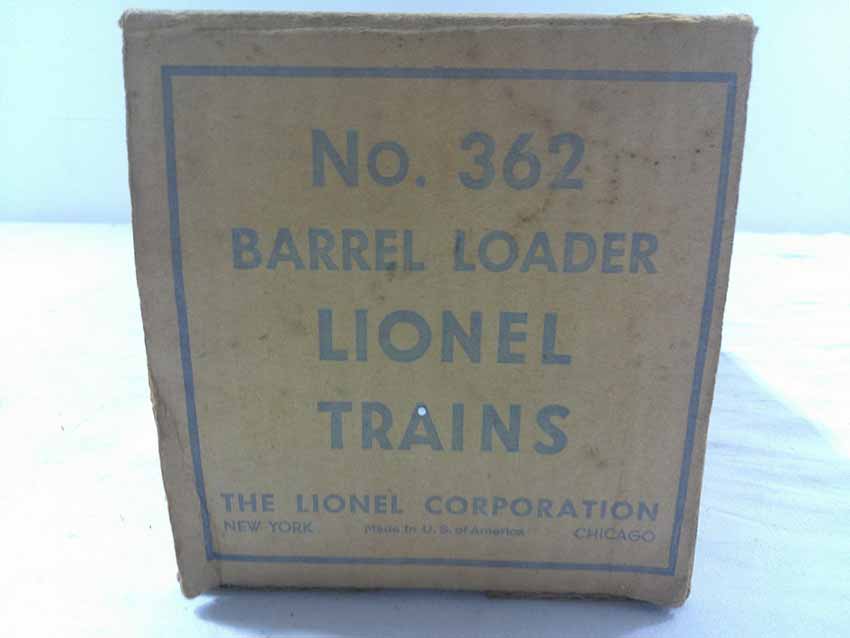 No. 362
BARREL LOADER
LIONEL
TRAINS
THE LIONEL CORPORATION
NEW YORK Made in U. S. of America CHICAGO